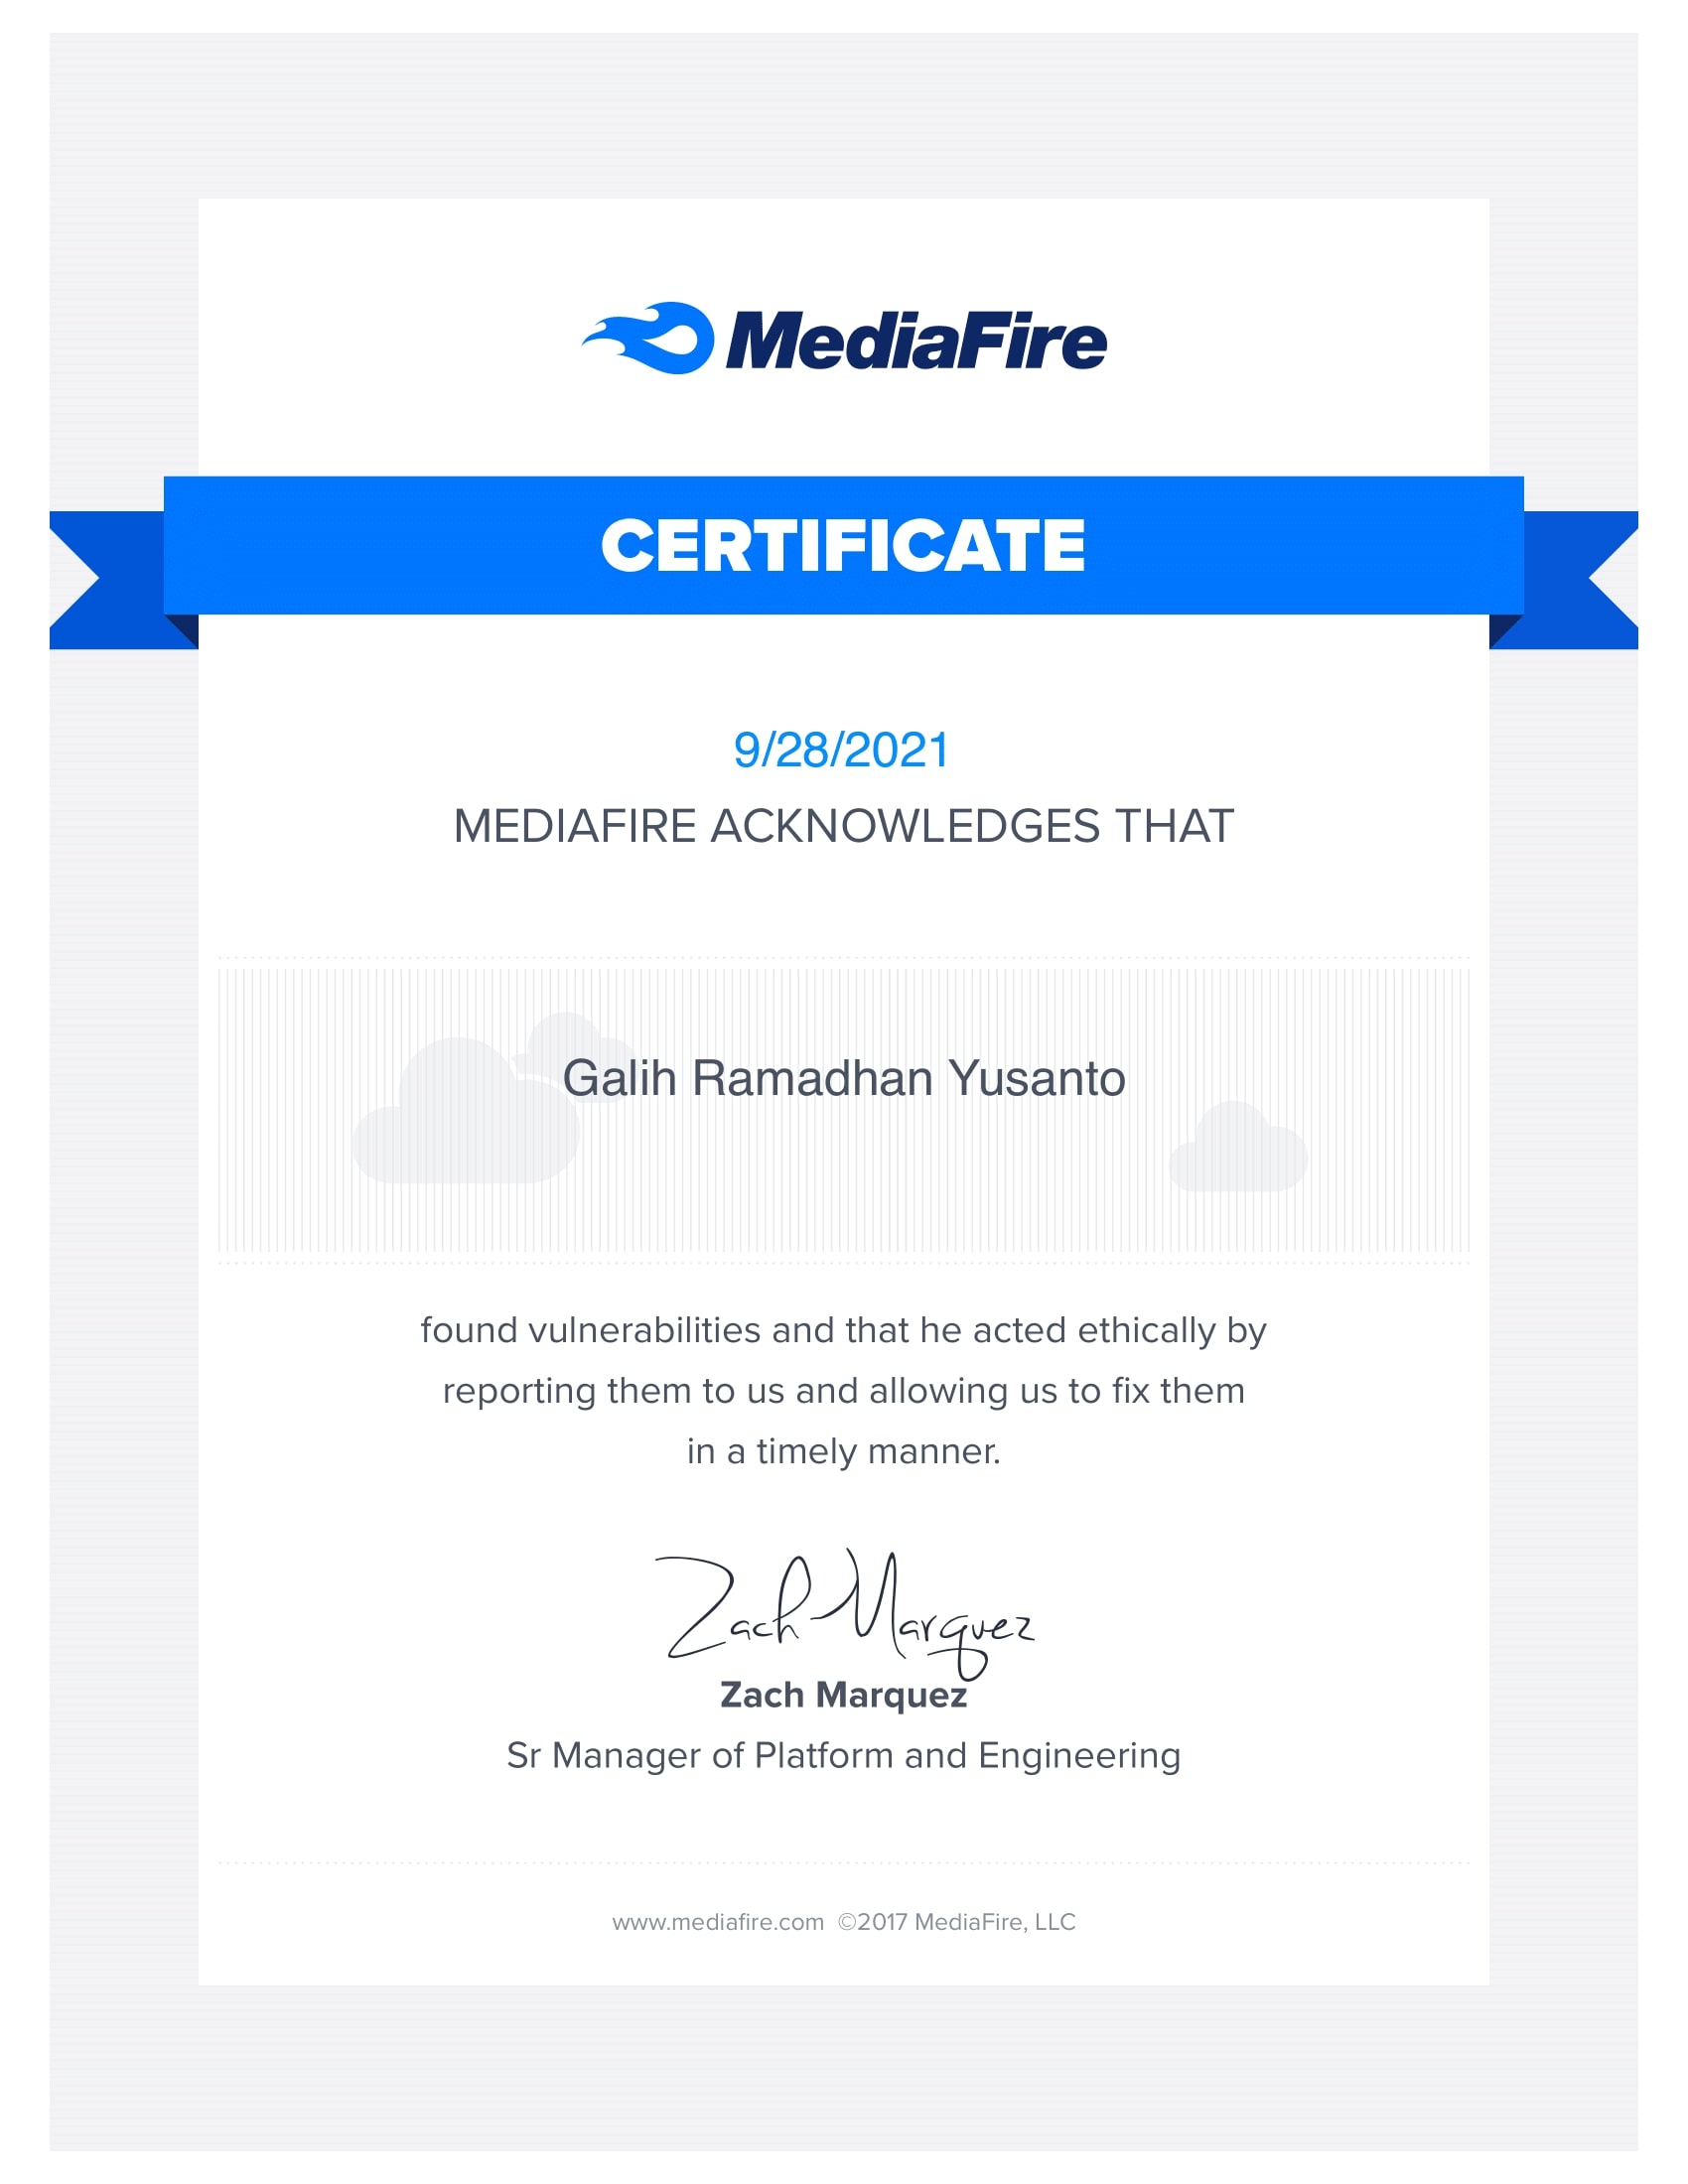 MediaFire
CERTIFICATE
9/28/2021
MEDIAFIRE ACKNOWLEDGES THAT
Galih Ramadhan Yusanto
found vulnerabilities and that he acted ethically by
reporting them to us and allowing us to fix them
in a timely manner.
Zach Marquez
Zach Marquez
Sr Manager of Platform and Engineering
www.mediafire.com ©2017 MediaFire, LLC